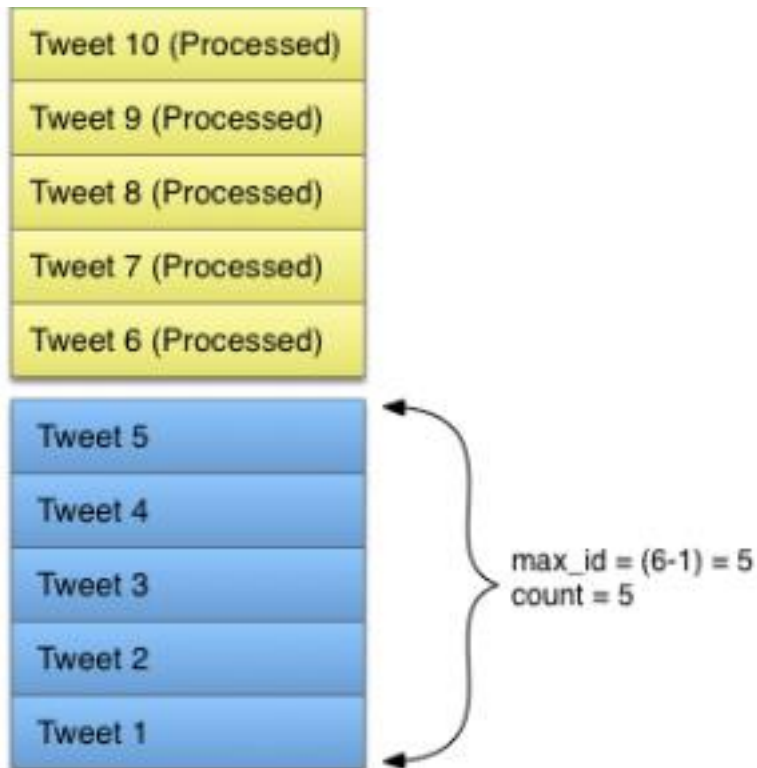 Tweet 10 (Processed)
Tweet 9 (Processed)
Tweet 8 (Processed)
Tweet 7 (Processed)
Tweet 6 (Processed)
Tweet 5
Tweet 4
Tweet 3
Tweet 2
Tweet 1
max_id = (6-1) = 5
count = 5